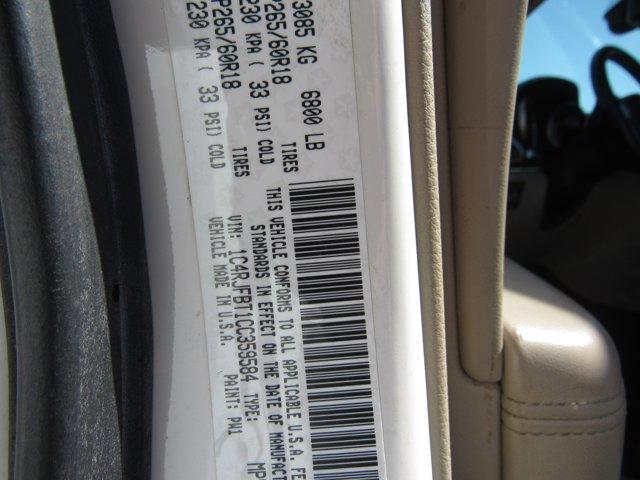 3085 KG 6800 LB
P265/60R18 TIRES
230 KPA ( 33 PSI) COLD
P265/60R18 TIRES
230 KPA ( 33 PSI) COLD
THIS VEHICLE CONFORMS TO ALL APPLICABLE U.S.A. FE
STANDARDS IN EFFECT ON THE DATE OF MANUFACT
VIN: 1C4RJFBT1CC359584 TYPE: MP
VEHICLE MADE IN U.S.A. PAINT: PW1